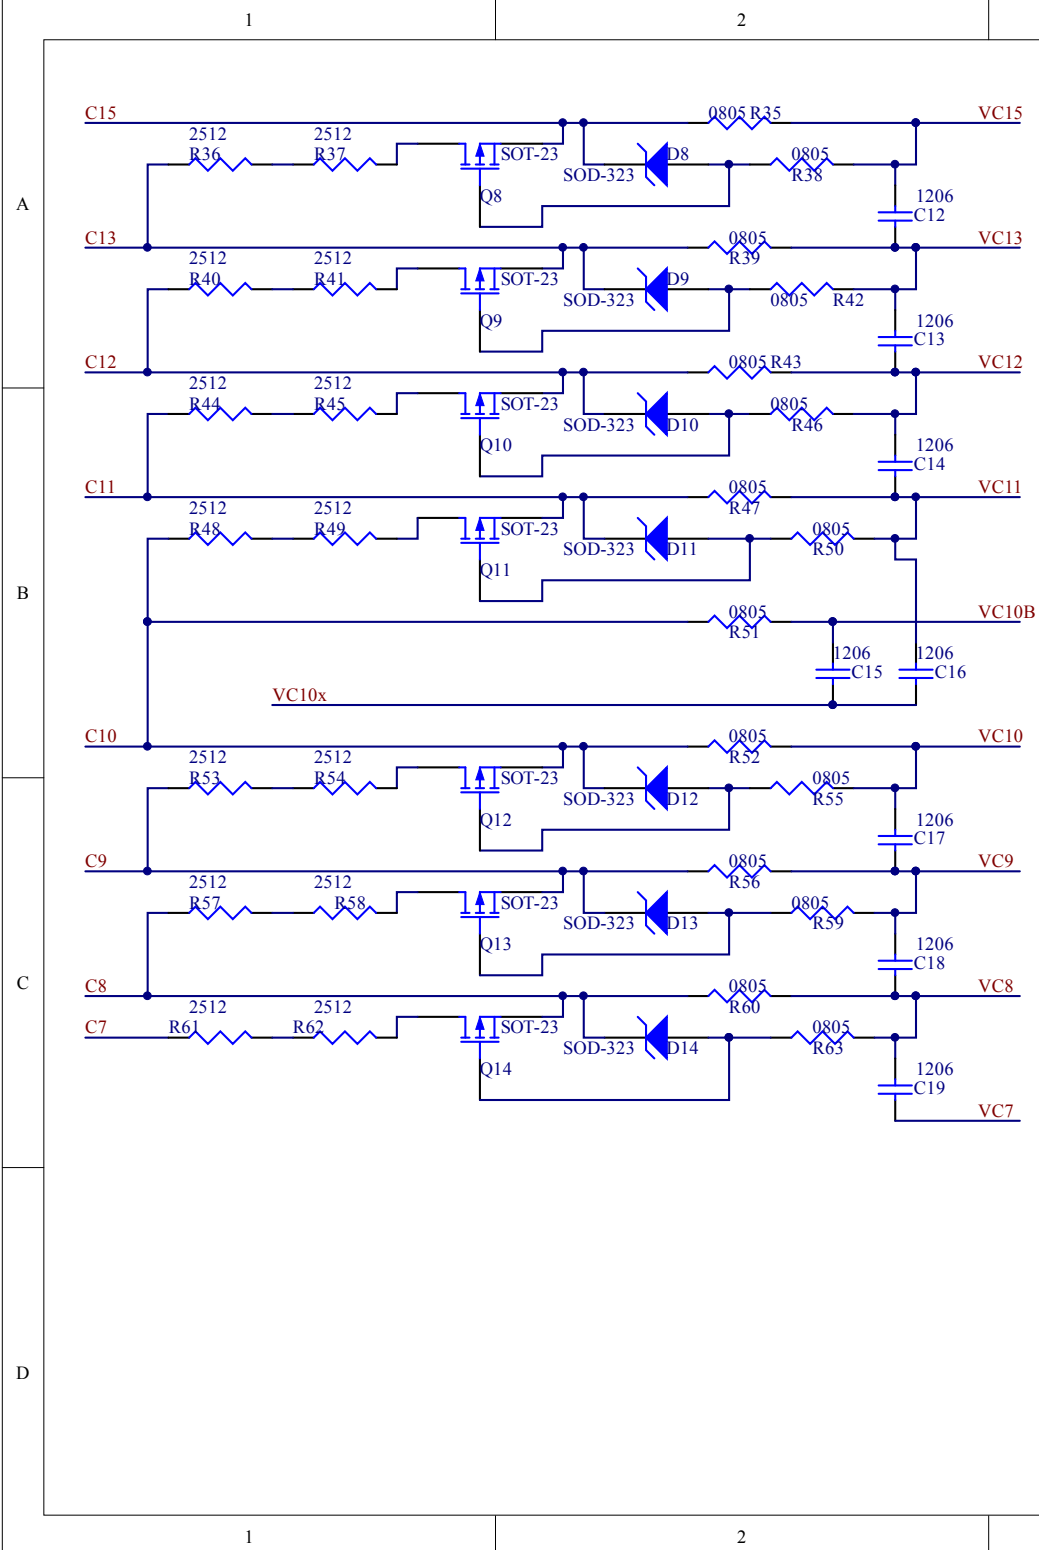 1 2
C15 0805 R35 VC15
2512 2512
R36 R37 SOT-23 D8 0805
SOD-323 R38
A Q8 1206
C12
C13 0805 VC13
2512 2512 R39
R40 R41 SOT-23 D9
SOD-323 0805 R42
Q9 1206
C13
C12 0805 R43 VC12
2512 2512
R44 R45 SOT-23 0805
SOD-323 D10 R46
Q10 1206
C14
C11 0805 VC11
2512 2512 R47
R48 R49 SOT-23 0805
SOD-323 D11 R50
Q11
B
0805 VC10B
R51
1206 1206
C15 C16
VC10x
C10 0805 VC10
2512 2512 R52
R53 R54 SOT-23 0805
SOD-323 D12 R55
Q12 1206
C17
C9 0805 VC9
2512 2512 R56
R57 R58 SOT-23 0805
SOD-323 D13 R59
Q13 1206
C18
C C8 0805 VC8
2512 2512 R60
C7 R61 R62 SOT-23 0805
SOD-323 D14 R63
Q14 1206
C19
VC7
D
1 2